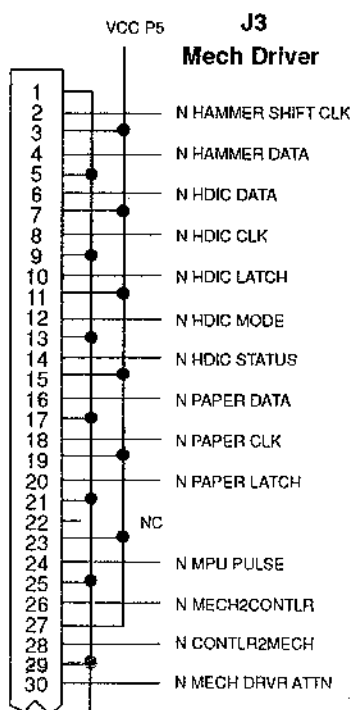 VCC P5
J3
Mech Driver
1
2 N HAMMER SHIFT CLK
3
4 N HAMMER DATA
5
6 N HDIC DATA
7
8 N HDIC CLK
9
10 N HDIC LATCH
11
12 N HDIC MODE
13
14 N HDIC STATUS
15
16 N PAPER DATA
17
18 N PAPER CLK
19
20 N PAPER LATCH
21
22 NC
23
24 N MPU PULSE
25
26 N MECH2CONTLR
27
28 N CONTLR2MECH
29
30 N MECH DRVR ATTN